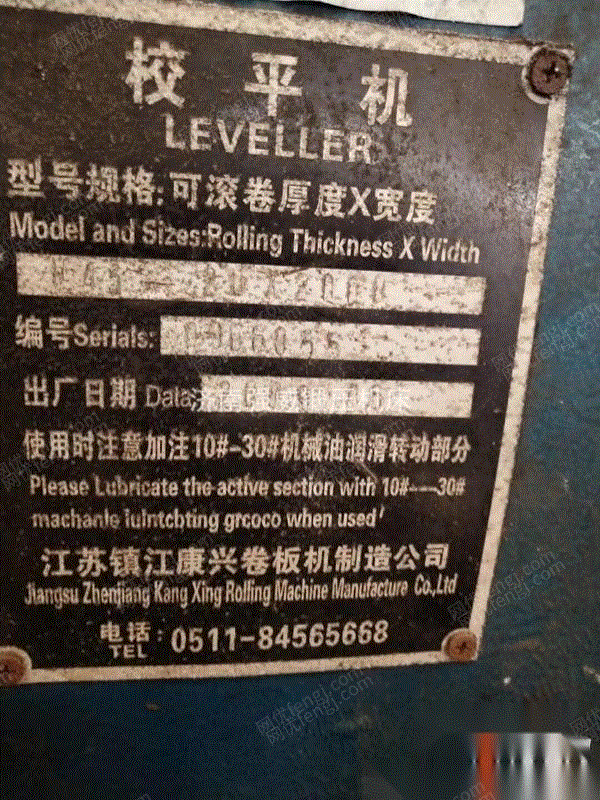 校平机
LEVELLER
型号规格:可滚卷厚度X宽度
Model and Sizes:Rolling Thickness X Width
编号Serials:
出厂日期 Data
使用时注意加注10#-30#机械油润滑转动部分
Please Lubricate the active section with 10#---30#
machanle lulntcbting grcoco when used
江苏镇江康兴卷板机制造公司
Jiangsu Zhenjiang Kang Xing Rolling Machine Manufacture Co.,Ltd
电话: 0511-84565668
TEL